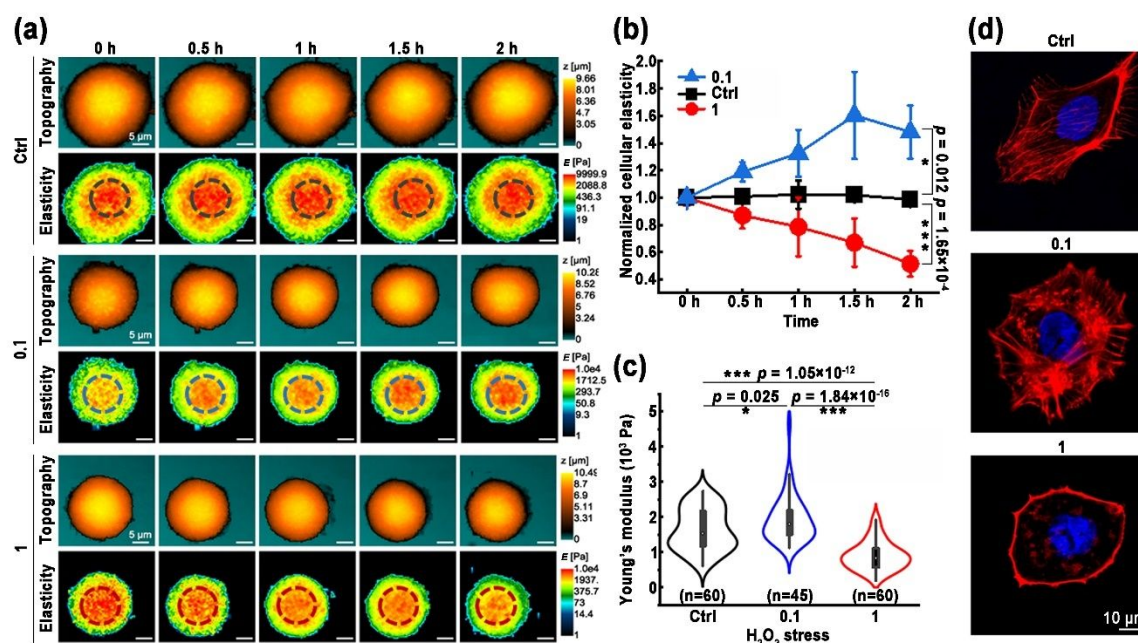 (a)
0 h 0.5 h 1 h 1.5 h 2 h
Ctrl
Topography
5 µm
z [µm]
9.66
8.01
6.36
4.7
3.05
Elasticity
E [Pa]
9999.9
2088.8
436.3
91.1
19
1
0.1
Topography
5 µm
z [µm]
10.28
8.52
6.76
5
3.24
Elasticity
E [Pa]
1.0e4
1712.5
293.7
50.8
9.3
1
1
Topography
5 µm
z [µm]
10.49
8.7
6.9
5.11
3.31
Elasticity
E [Pa]
1.0e4
1937.
375.7
73
14.4
1
(b)
Normalized cellular elasticity
2.0
1.8
1.6
1.4
1.2
1.0
0.8
0.6
0.4
0.1
Ctrl
1
* p = 0.012
*** p = 1.65×10⁻⁴
0 h 0.5 h 1 h 1.5 h 2 h
Time
(c)
*** p = 1.05×10⁻¹²
p = 0.025 p = 1.84×10⁻¹⁶
* ***
Young's modulus (10³ Pa)
5
4
3
2
1
0
(n=60) (n=45) (n=60)
Ctrl 0.1 1
H₂O₂ stress
(d)
Ctrl
0.1
1
10 µm